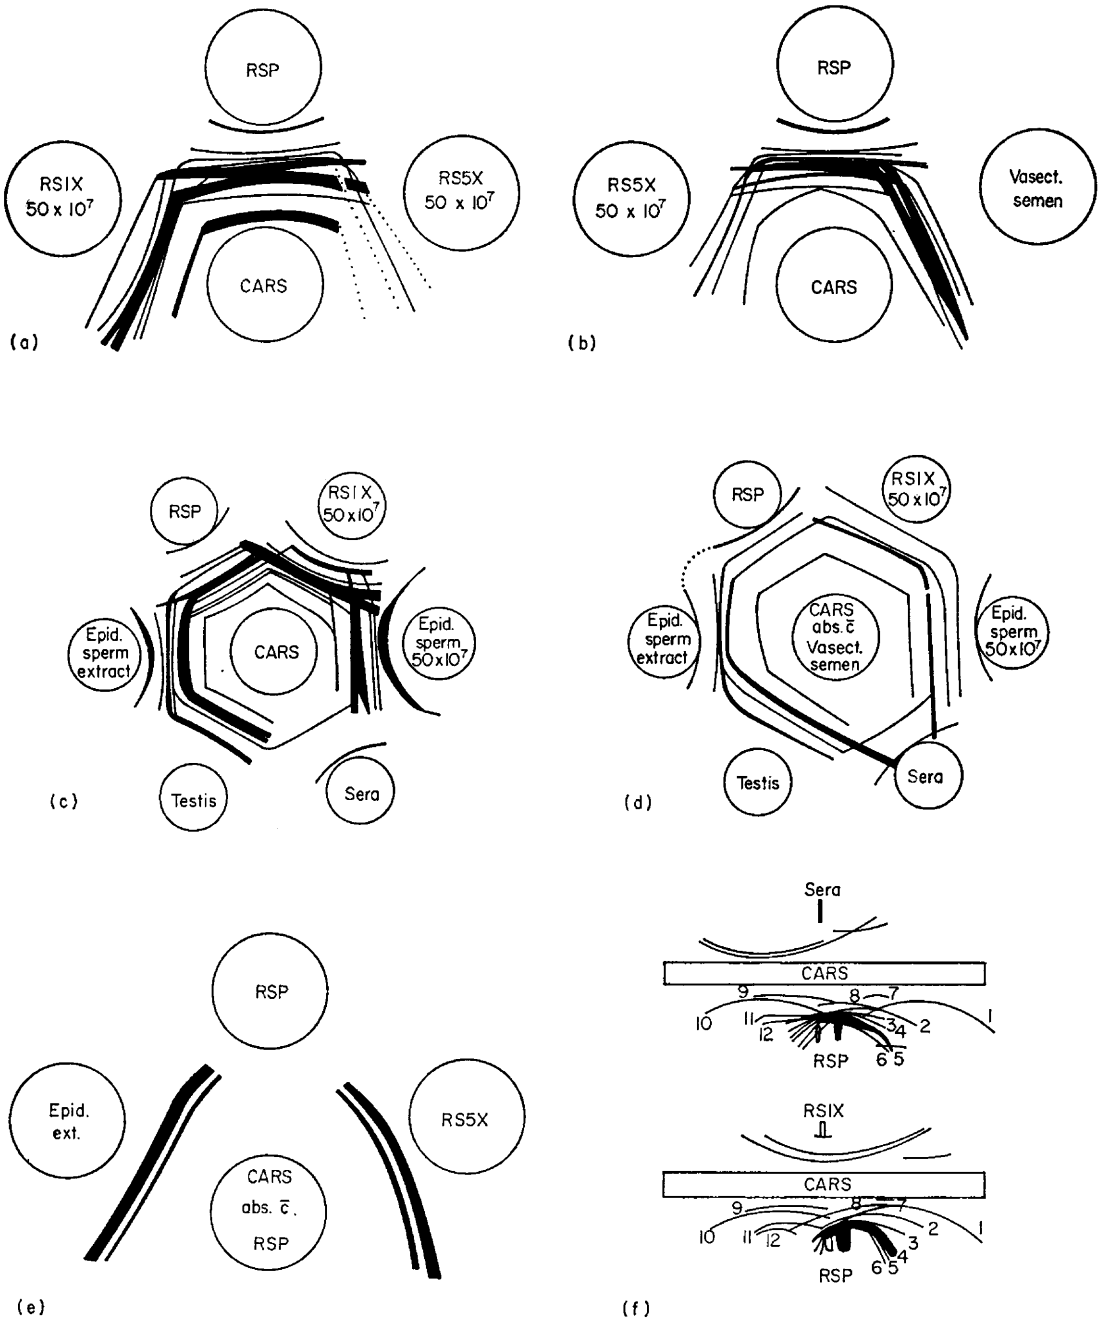 RSP
RS1X
50 x 10⁷
RS5X
50 x 10⁷
CARS
(a)
RSP
RS5X
50 x 10⁷
Vasect.
semen
CARS
(b)
RSP
RS1X
50x10⁷
Epid.
sperm
extract
CARS
Epid.
sperm
50x10⁷
Testis
Sera
(c)
RSP
RS1X
50x10⁷
Epid.
sperm
extract
CARS
abs. c̄
Vasect.
semen
Epid.
sperm
50x10⁷
Testis
Sera
(d)
RSP
Epid.
ext.
RS5X
CARS
abs. c̄.
RSP
(e)
Sera
CARS
9 8 7
10 11 12 3 4 2 1
6 5
RSP
RS1X
CARS
9 8 7
10 11 12 2 1
3
4
6 5
RSP
(f)